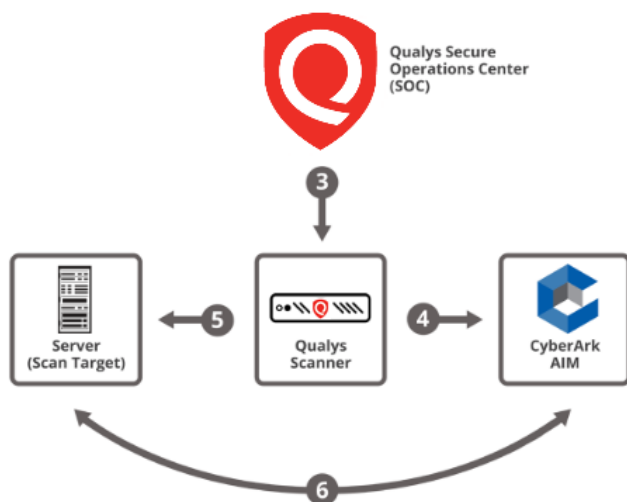 Qualys Secure
Operations Center
(SOC)
3
Server
(Scan Target)
5
Qualys
Scanner
4
CyberArk
AIM
6